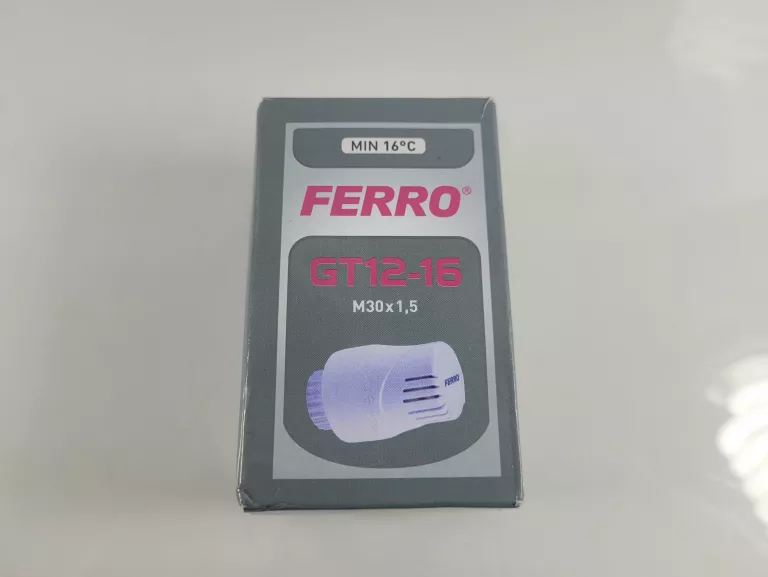 MIN 16°C
FERRO®
GT12-16
M30x1,5
FERRO